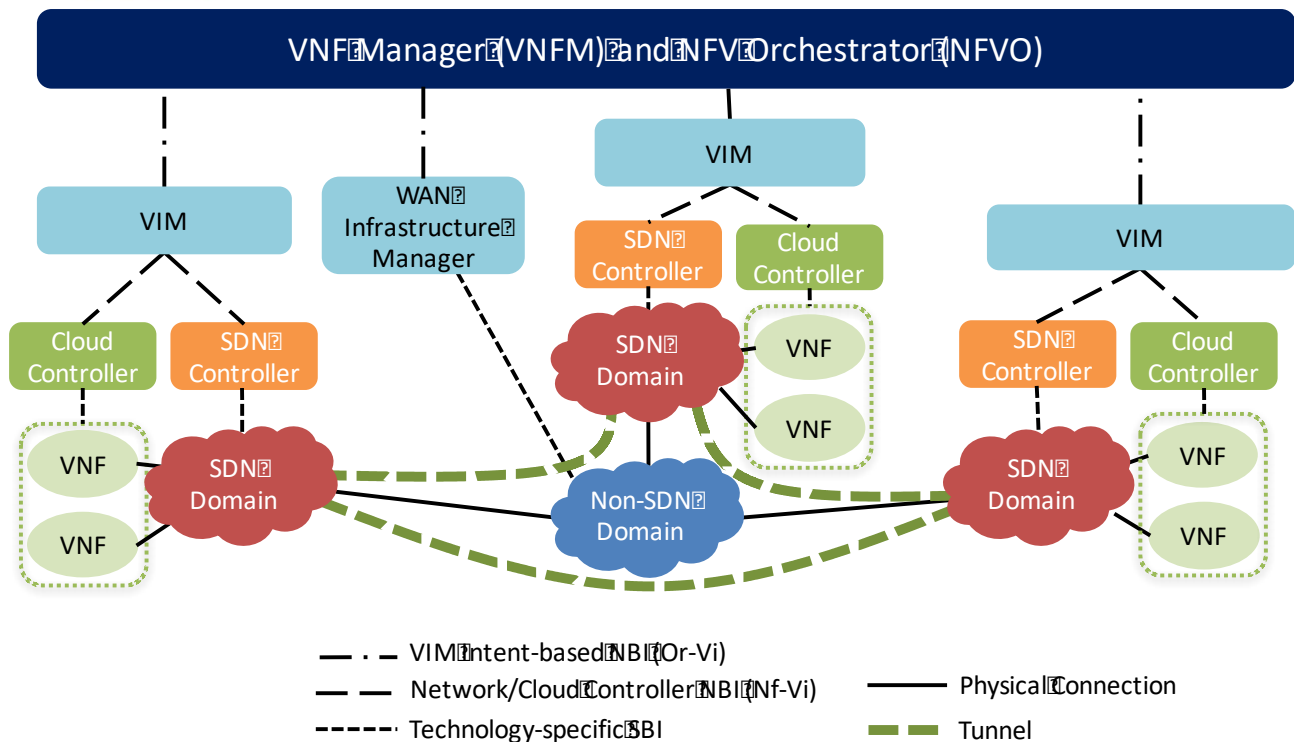 VNF Manager (VNFM) and NFV Orchestrator (NFVO)
VIM
WAN
Infrastructure
Manager
VIM
VIM
Cloud
Controller
SDN
Controller
SDN
Controller
Cloud
Controller
SDN
Controller
Cloud
Controller
VNF
VNF
SDN
Domain
SDN
Domain
VNF
VNF
Non-SDN
Domain
SDN
Domain
VNF
VNF
VIM Intent-based NBI (Or-Vi)
Network/Cloud Controller NBI (Nf-Vi)
Technology-specific SBI
Physical Connection
Tunnel